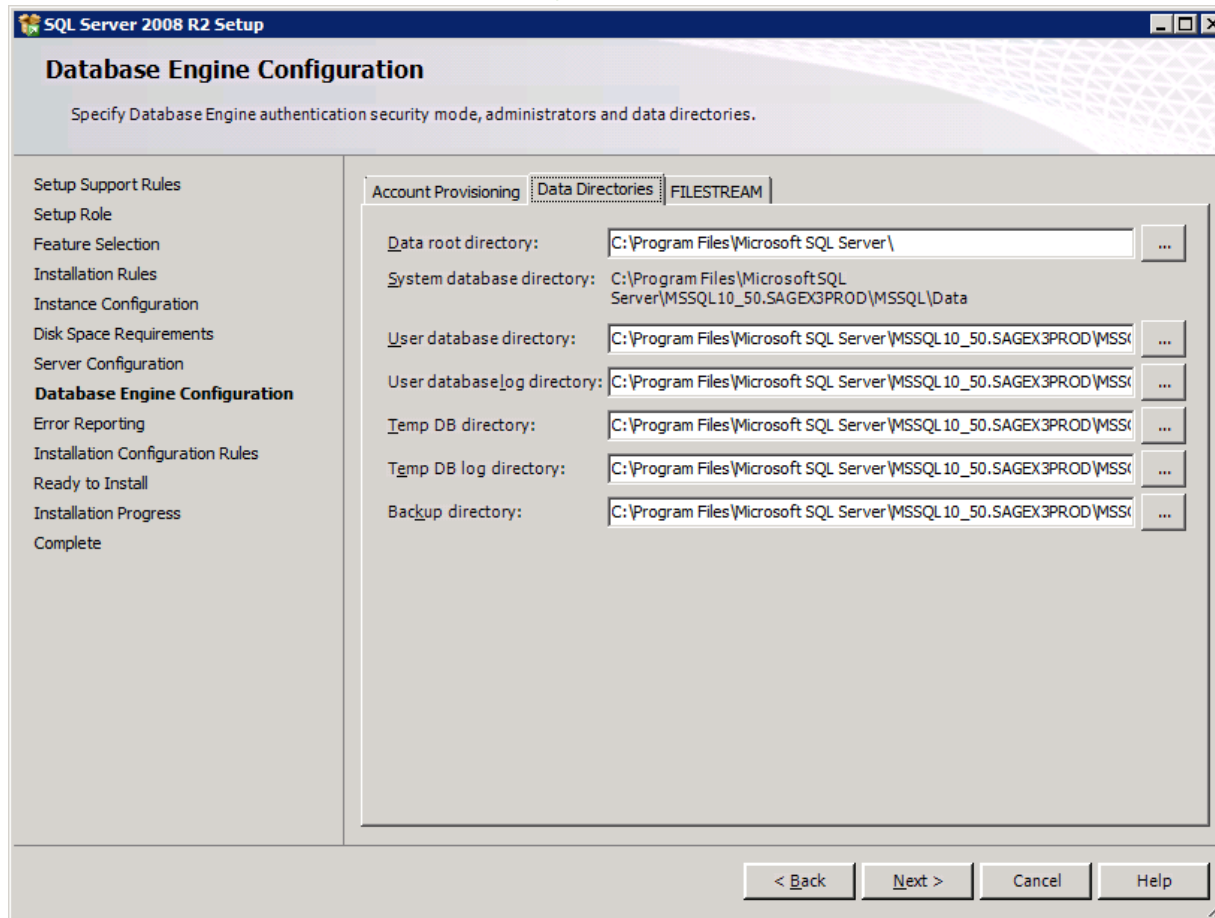 SQL Server 2008 R2 Setup
Database Engine Configuration
Specify Database Engine authentication security mode, administrators and data directories.
Setup Support Rules
Setup Role
Feature Selection
Installation Rules
Instance Configuration
Disk Space Requirements
Server Configuration
Database Engine Configuration
Error Reporting
Installation Configuration Rules
Ready to Install
Installation Progress
Complete
Account Provisioning Data Directories FILESTREAM
Data root directory: C:\Program Files\Microsoft SQL Server\ ...
System database directory: C:\Program Files\Microsoft SQL
Server\MSSQL10_50.SAGEX3PROD\MSSQL\Data
User database directory: C:\Program Files\Microsoft SQL Server\MSSQL10_50.SAGEX3PROD\MSS ...
User database log directory: C:\Program Files\Microsoft SQL Server\MSSQL10_50.SAGEX3PROD\MSS ...
Temp DB directory: C:\Program Files\Microsoft SQL Server\MSSQL10_50.SAGEX3PROD\MSS ...
Temp DB log directory: C:\Program Files\Microsoft SQL Server\MSSQL10_50.SAGEX3PROD\MSS ...
Backup directory: C:\Program Files\Microsoft SQL Server\MSSQL10_50.SAGEX3PROD\MSS ...
< Back Next > Cancel Help